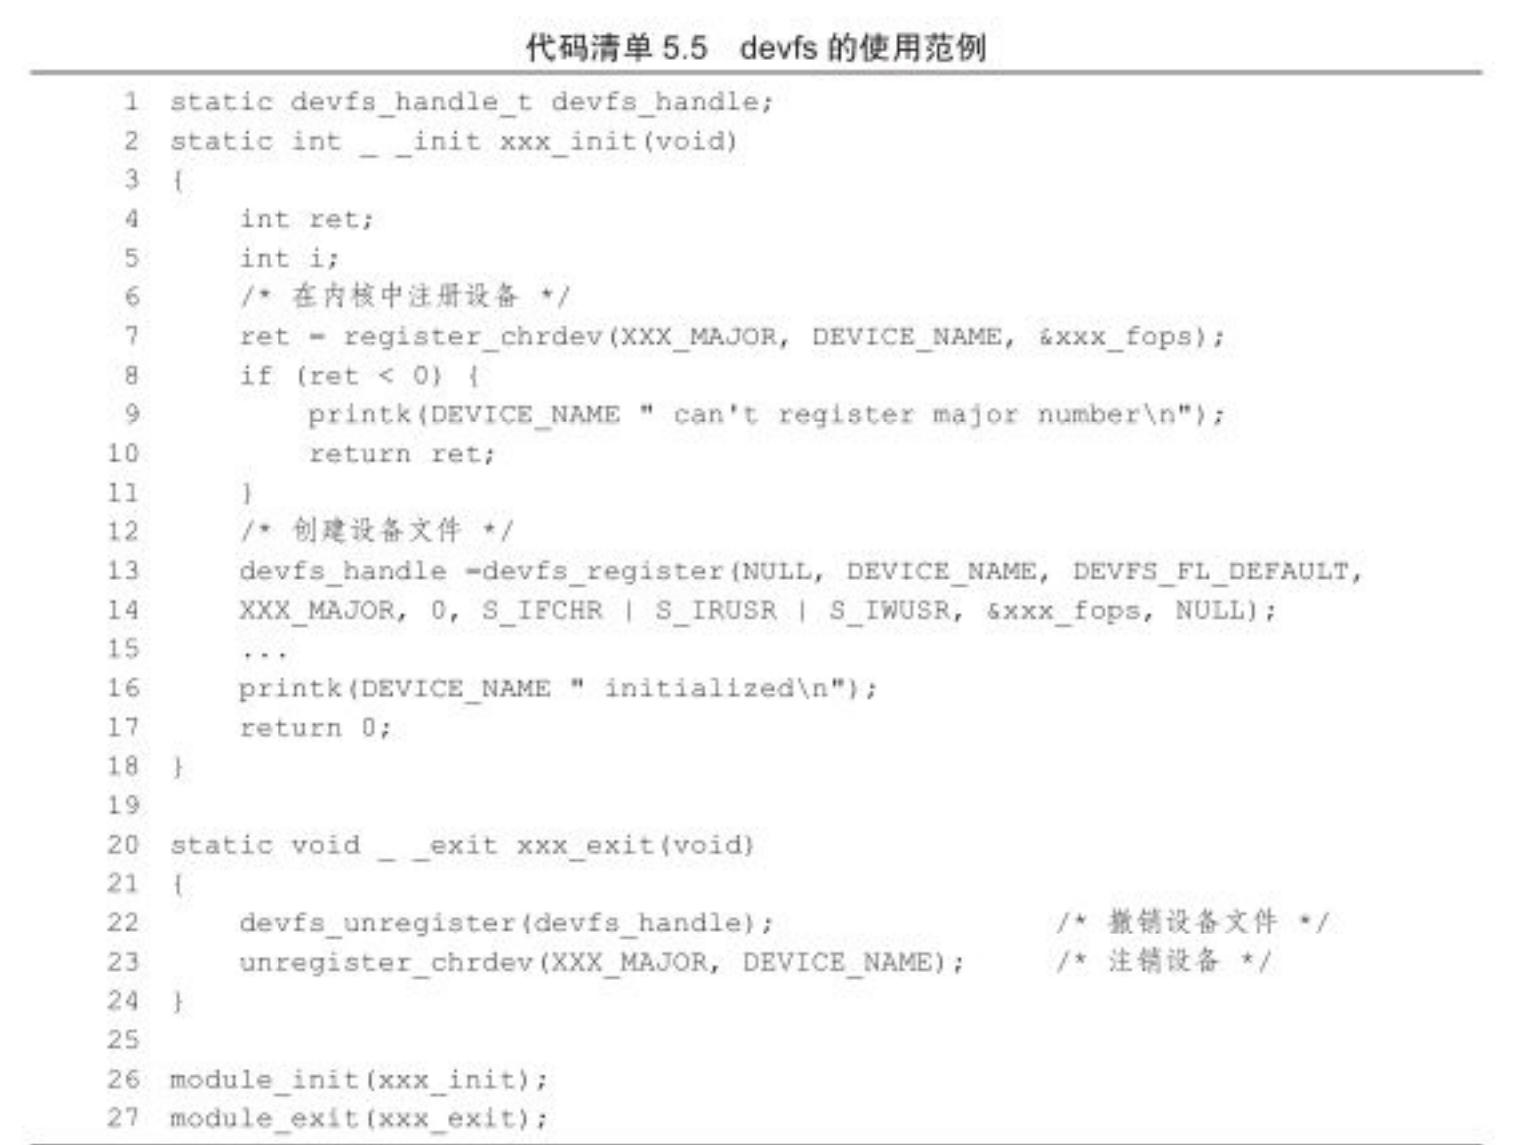 代码清单 5.5 devfs 的使用范例
1 static devfs_handle_t devfs_handle;
2 static int _ _init xxx_init(void)
3 {
4     int ret;
5     int i;
6     /* 在内核中注册设备 */
7     ret = register_chrdev(XXX_MAJOR, DEVICE_NAME, &xxx_fops);
8     if (ret < 0) {
9         printk(DEVICE_NAME " can't register major number\n");
10         return ret;
11     }
12     /* 创建设备文件 */
13     devfs_handle =devfs_register(NULL, DEVICE_NAME, DEVFS_FL_DEFAULT,
14     XXX_MAJOR, 0, S_IFCHR | S_IRUSR | S_IWUSR, &xxx_fops, NULL);
15     ...
16     printk(DEVICE_NAME " initialized\n");
17     return 0;
18 }
19
20 static void _ _exit xxx_exit(void)
21 {
22     devfs_unregister(devfs_handle);     /* 撤销设备文件 */
23     unregister_chrdev(XXX_MAJOR, DEVICE_NAME);     /* 注销设备 */
24 }
25
26 module_init(xxx_init);
27 module_exit(xxx_exit);